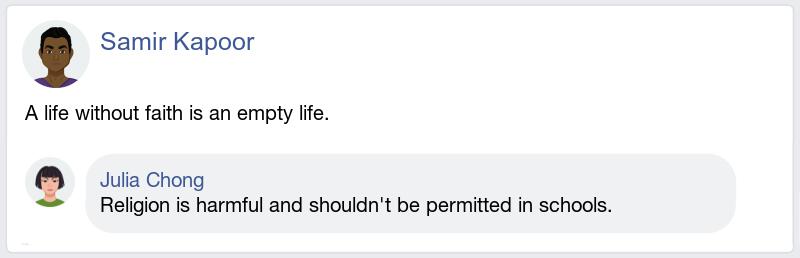 Samir Kapoor
A life without faith is an empty life.
Julia Chong
Religion is harmful and shouldn't be permitted in schools.